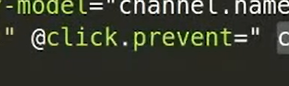 -model="channel.name
" @click.prevent=" c